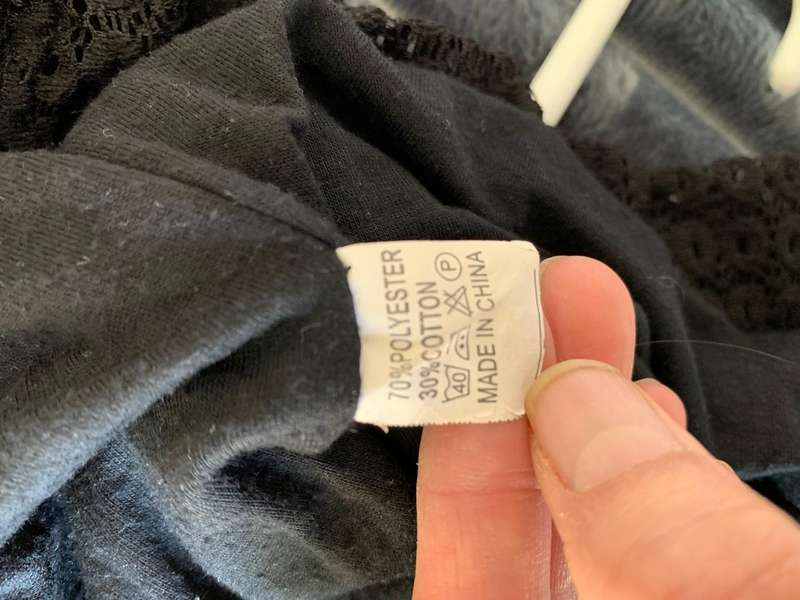 70%POLYESTER
30%COTTON
40 P
MADE IN CHINA